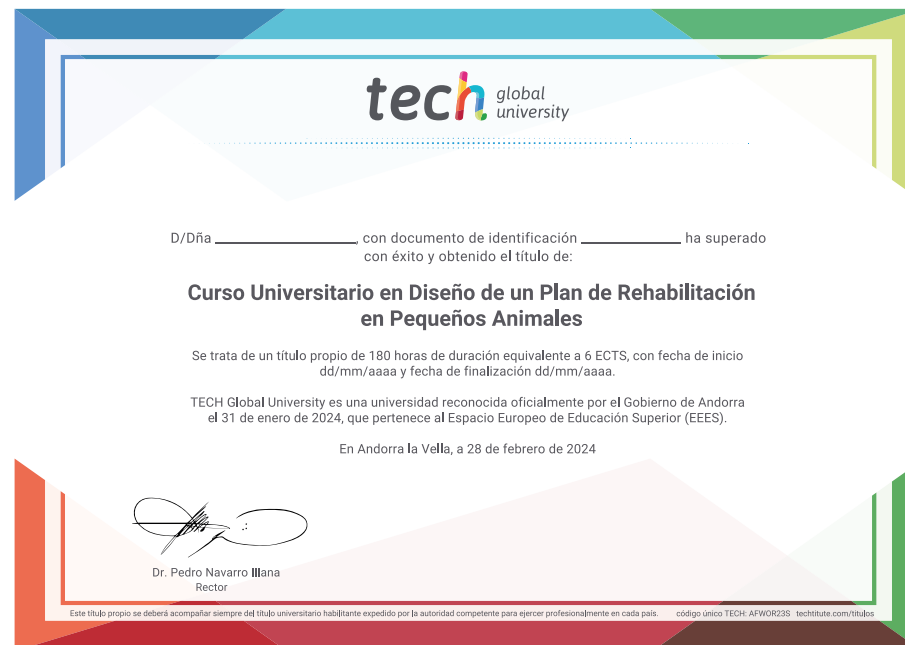 tech global university
D/Dña ____________________, con documento de identificación ______________ ha superado
con éxito y obtenido el título de:
Curso Universitario en Diseño de un Plan de Rehabilitación
en Pequeños Animales
Se trata de un título propio de 180 horas de duración equivalente a 6 ECTS, con fecha de inicio
dd/mm/aaaa y fecha de finalización dd/mm/aaaa.
TECH Global University es una universidad reconocida oficialmente por el Gobierno de Andorra
el 31 de enero de 2024, que pertenece al Espacio Europeo de Educación Superior (EEES).
En Andorra la Vella, a 28 de febrero de 2024
Dr. Pedro Navarro Illana
Rector
Este título propio se deberá acompañar siempre del título universitario habilitante expedido por la autoridad competente para ejercer profesionalmente en cada país. código único TECH: AFWOR23S techtitute.com/titulos